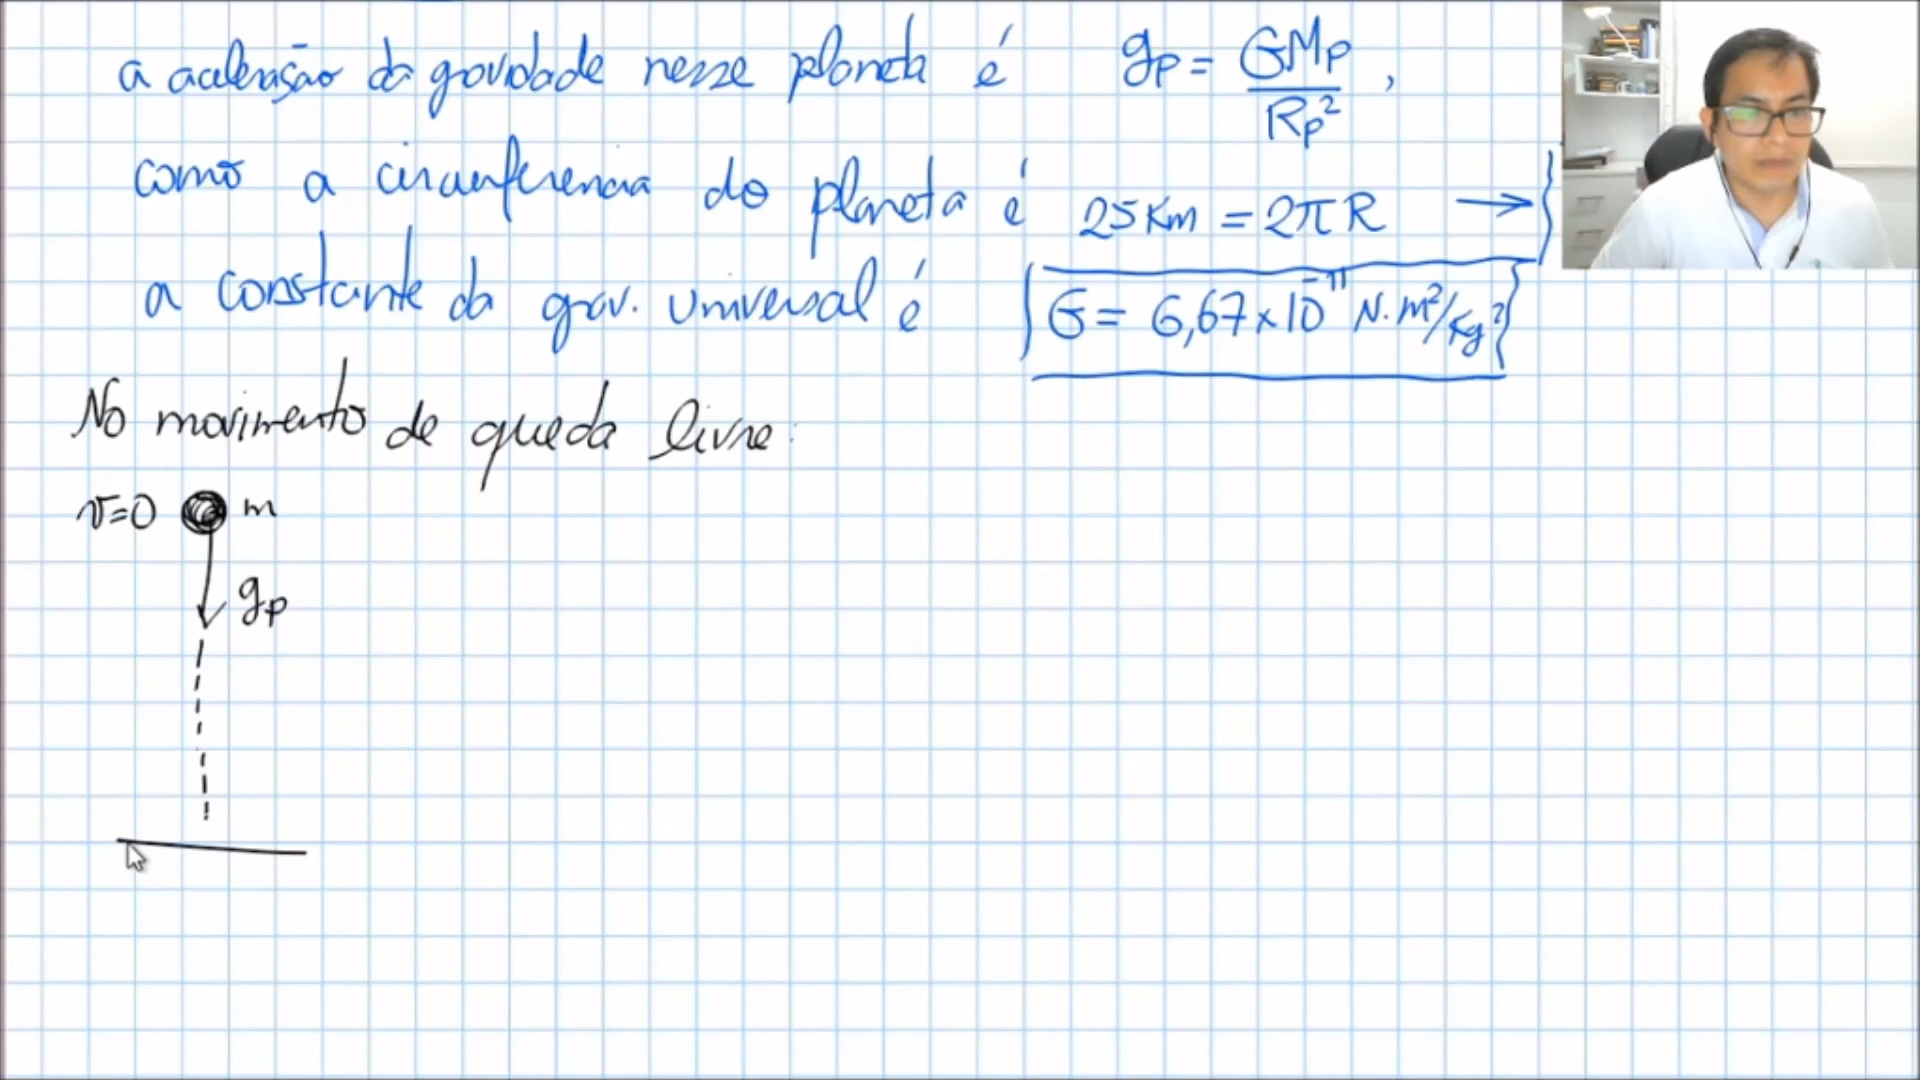 a aceleração da gravidade nesse planeta é gp = GMp / Rp²,
como a circunferencia do planeta é 25 Km = 2πR →
a constante da grav. universal é G = 6,67×10⁻¹¹ N.m²/Kg²
No movimento de queda livre:
v=0 m
gp